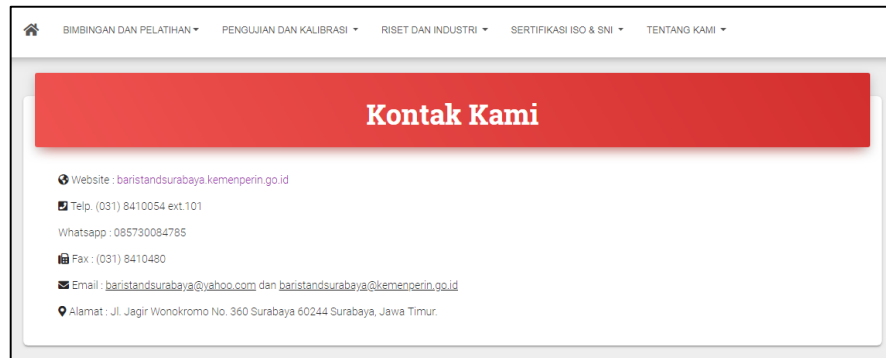 BIMBINGAN DAN PELATIHAN PENGUJIAN DAN KALIBRASI RISET DAN INDUSTRI SERTIFIKASI ISO & SNI TENTANG KAMI
Kontak Kami
Website : baristandsurabaya.kemenperin.go.id
Telp. (031) 8410054 ext.101
Whatsapp : 085730084785
Fax : (031) 8410480
Email : baristandsurabaya@yahoo.com dan baristandsurabaya@kemenperin.go.id
Alamat : Jl. Jagir Wonokromo No. 360 Surabaya 60244 Surabaya, Jawa Timur.